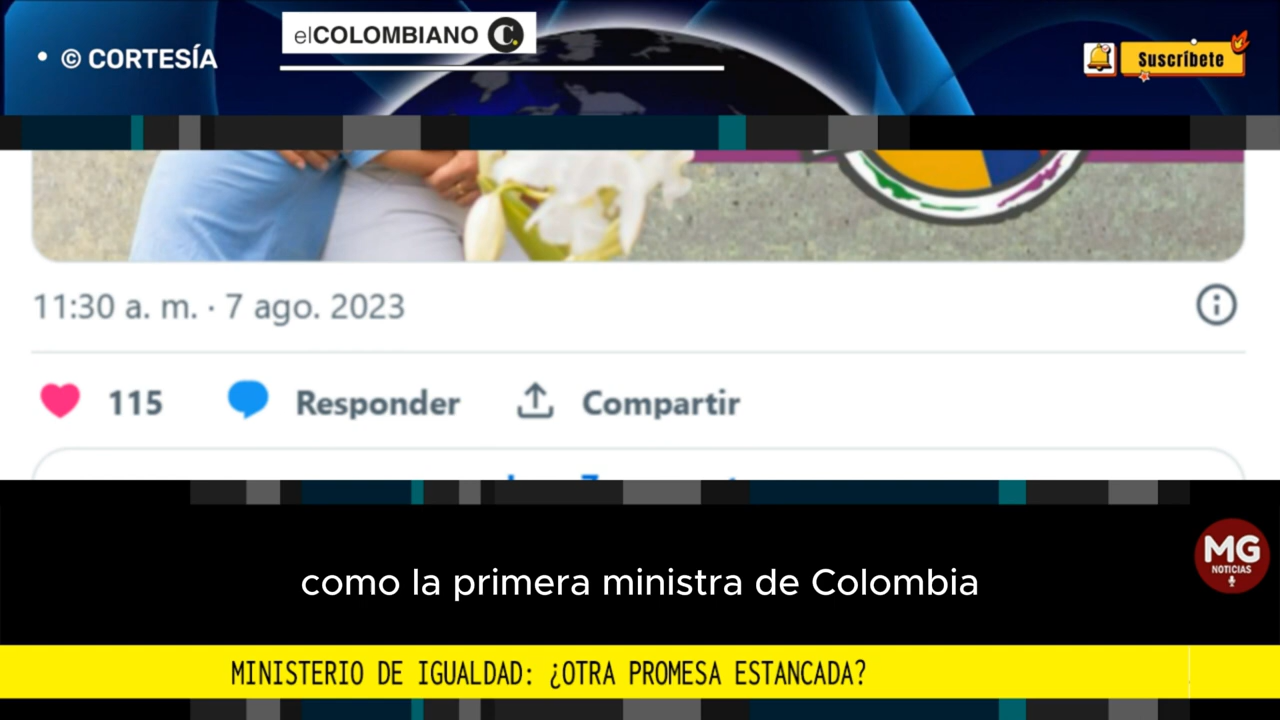 elCOLOMBIANO C.
• © CORTESÍA
Suscríbete
11:30 a. m. · 7 ago. 2023
115 Responder Compartir
como la primera ministra de Colombia
MG
NOTICIAS
MINISTERIO DE IGUALDAD: ¿OTRA PROMESA ESTANCADA?